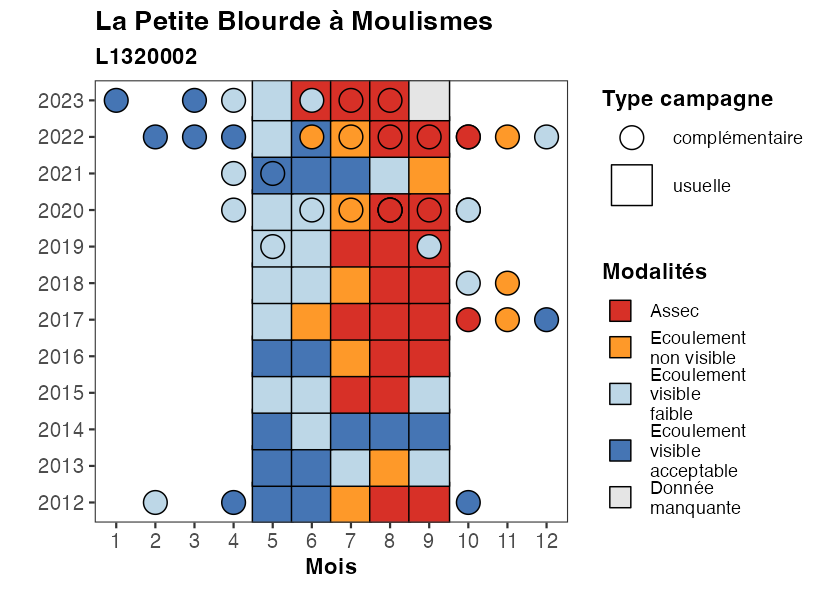 La Petite Blourde à Moulismes
L1320002
2023
2022
2021
2020
2019
2018
2017
2016
2015
2014
2013
2012
1 2 3 4 5 6 7 8 9 10 11 12
Mois
Type campagne
complémentaire
usuelle
Modalités
Assec
Ecoulement
non visible
Ecoulement
visible
faible
Ecoulement
visible
acceptable
Donnée
manquante